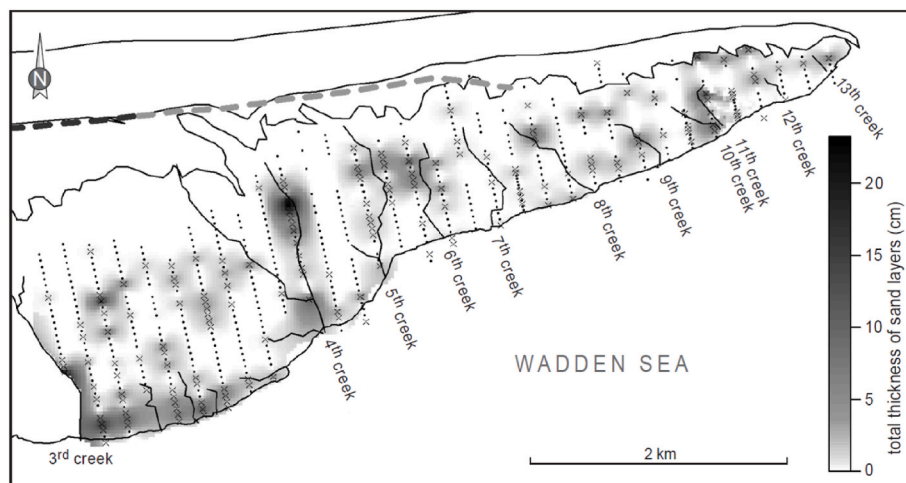 N
13th creek
12th creek
11th creek
10th creek
9th creek
8th creek
7th creek
6th creek
5th creek
4th creek
3rd creek
WADDEN SEA
2 km
20
15
10
5
0
total thickness of sand layers (cm)